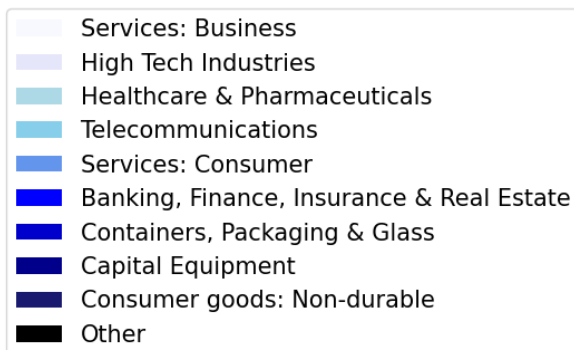 Services: Business
High Tech Industries
Healthcare & Pharmaceuticals
Telecommunications
Services: Consumer
Banking, Finance, Insurance & Real Estate
Containers, Packaging & Glass
Capital Equipment
Consumer goods: Non-durable
Other